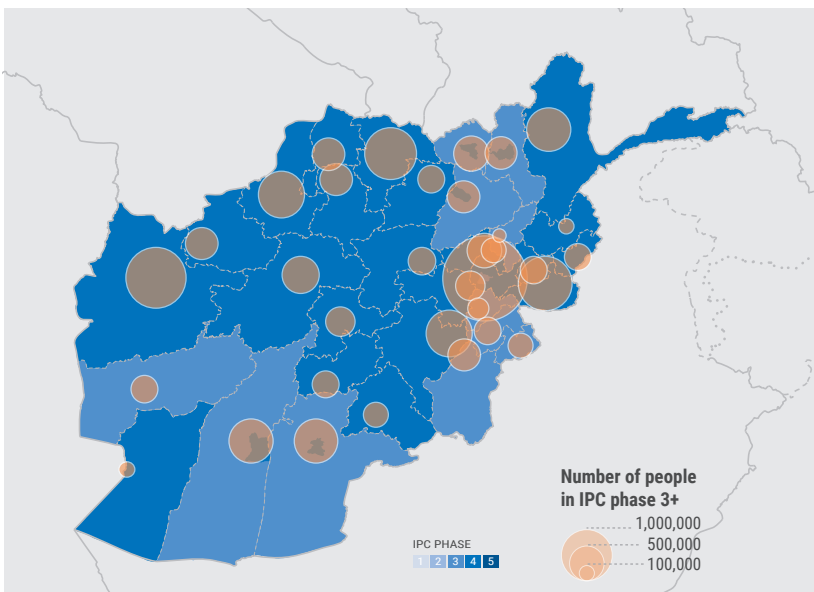 Number of people
in IPC phase 3+
1,000,000
500,000
100,000
IPC PHASE
1 2 3 4 5